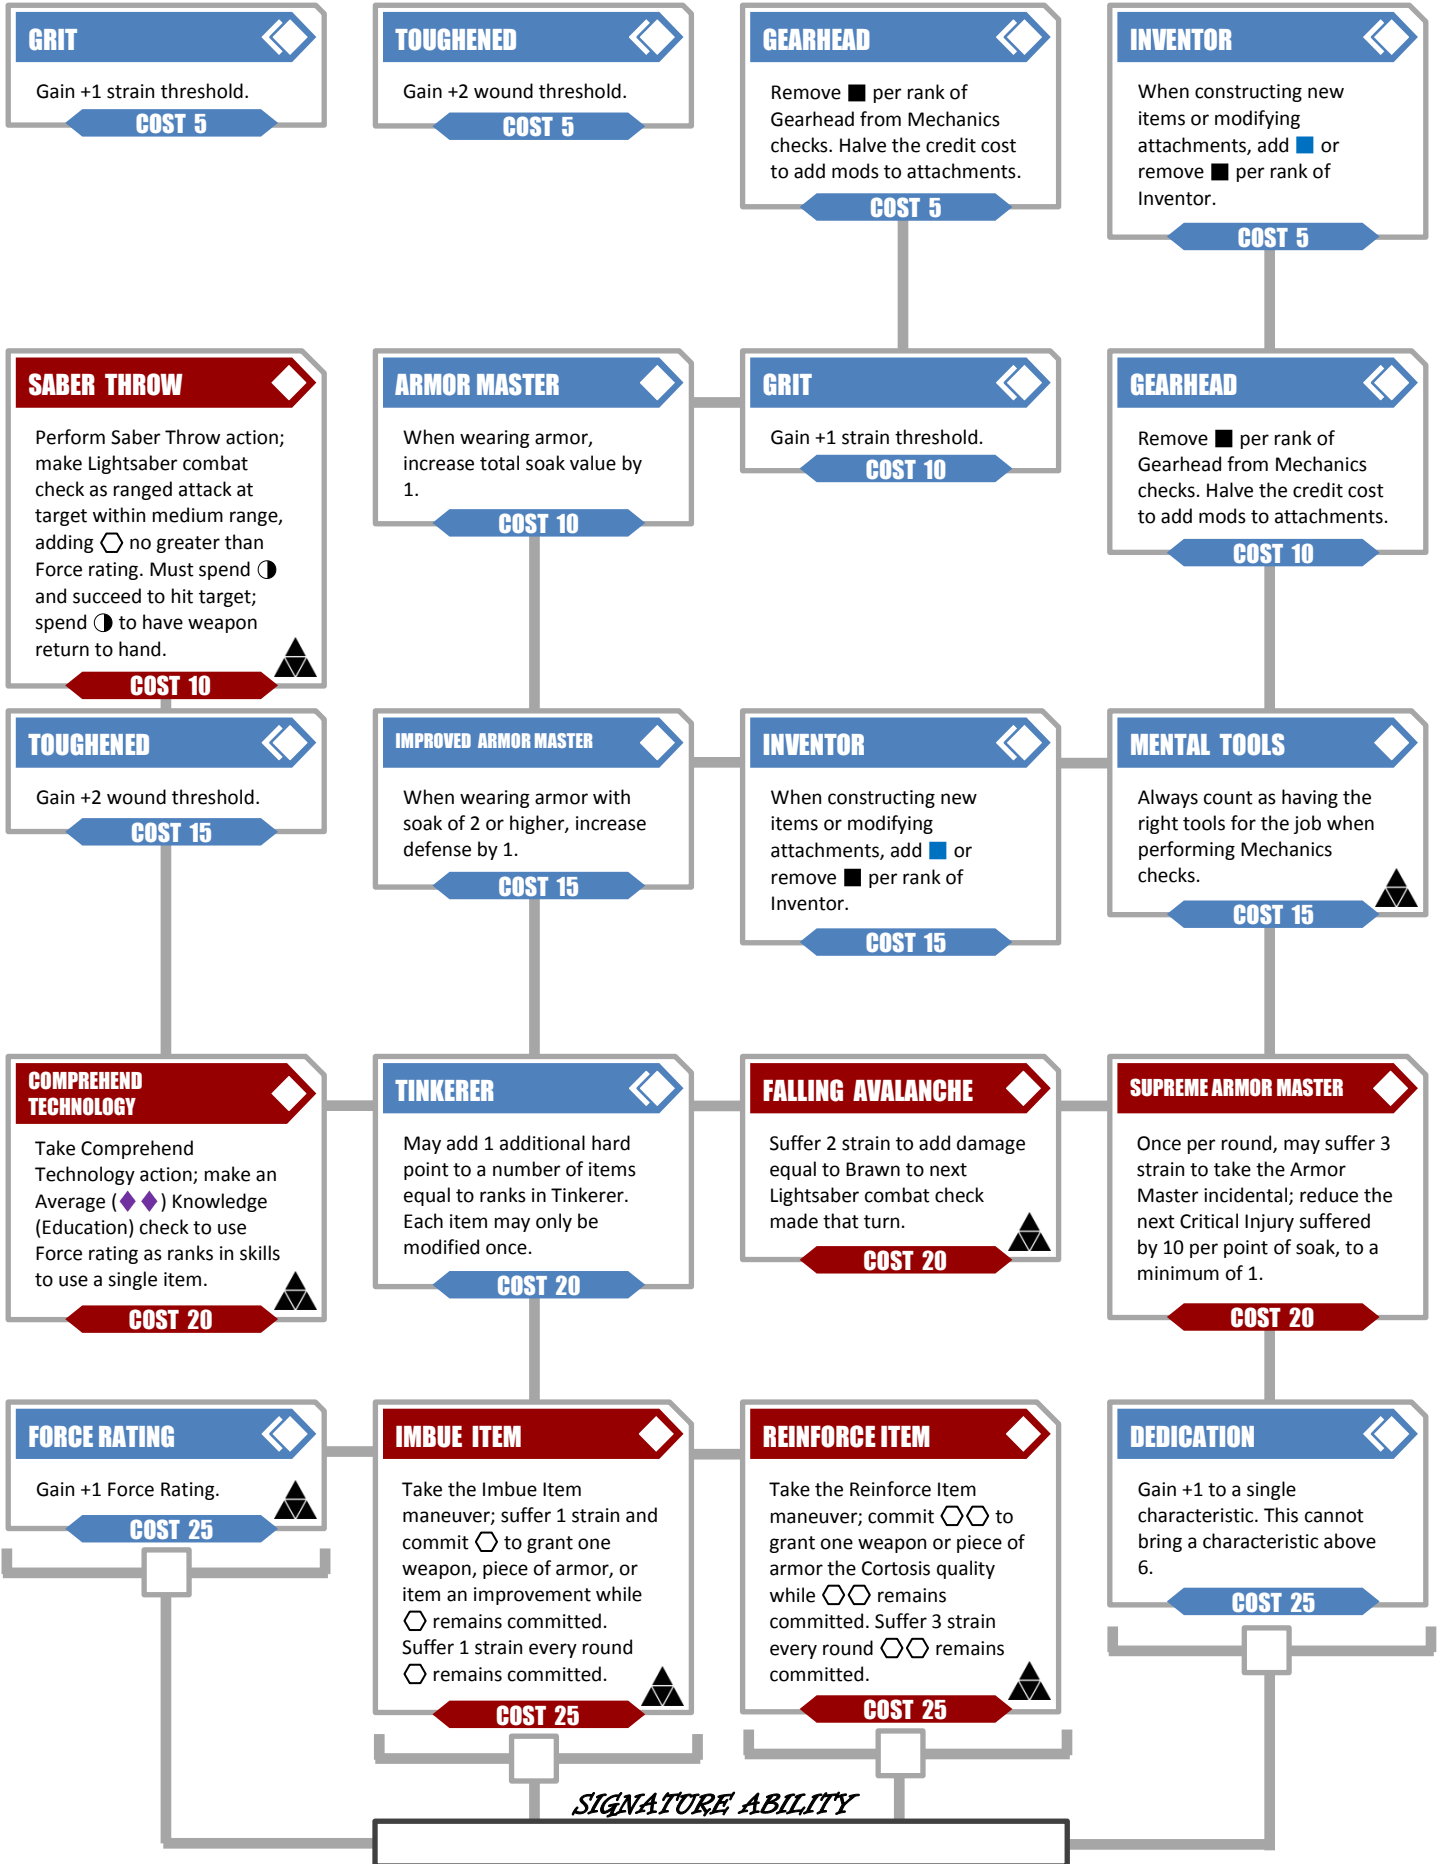 GRIT
Gain +1 strain threshold.
COST 5
TOUGHENED
Gain +2 wound threshold.
COST 5
GEARHEAD
Remove ■ per rank of
Gearhead from Mechanics
checks. Halve the credit cost
to add mods to attachments.
COST 5
INVENTOR
When constructing new
items or modifying
attachments, add ■ or
remove ■ per rank of
Inventor.
COST 5
SABER THROW
Perform Saber Throw action;
make Lightsaber combat
check as ranged attack at
target within medium range,
adding ⬡ no greater than
Force rating. Must spend ◑
and succeed to hit target;
spend ◑ to have weapon
return to hand.
COST 10
ARMOR MASTER
When wearing armor,
increase total soak value by
1.
COST 10
GRIT
Gain +1 strain threshold.
COST 10
GEARHEAD
Remove ■ per rank of
Gearhead from Mechanics
checks. Halve the credit cost
to add mods to attachments.
COST 10
TOUGHENED
Gain +2 wound threshold.
COST 15
IMPROVED ARMOR MASTER
When wearing armor with
soak of 2 or higher, increase
defense by 1.
COST 15
INVENTOR
When constructing new
items or modifying
attachments, add ■ or
remove ■ per rank of
Inventor.
COST 15
MENTAL TOOLS
Always count as having the
right tools for the job when
performing Mechanics
checks.
COST 15
COMPREHEND
TECHNOLOGY
Take Comprehend
Technology action; make an
Average (♦♦) Knowledge
(Education) check to use
Force rating as ranks in skills
to use a single item.
COST 20
TINKERER
May add 1 additional hard
point to a number of items
equal to ranks in Tinkerer.
Each item may only be
modified once.
COST 20
FALLING AVALANCHE
Suffer 2 strain to add damage
equal to Brawn to next
Lightsaber combat check
made that turn.
COST 20
SUPREME ARMOR MASTER
Once per round, may suffer 3
strain to take the Armor
Master incidental; reduce the
next Critical Injury suffered
by 10 per point of soak, to a
minimum of 1.
COST 20
FORCE RATING
Gain +1 Force Rating.
COST 25
IMBUE ITEM
Take the Imbue Item
maneuver; suffer 1 strain and
commit ⬡ to grant one
weapon, piece of armor, or
item an improvement while
⬡ remains committed.
Suffer 1 strain every round
⬡ remains committed.
COST 25
REINFORCE ITEM
Take the Reinforce Item
maneuver; commit ⬡⬡ to
grant one weapon or piece of
armor the Cortosis quality
while ⬡⬡ remains
committed. Suffer 3 strain
every round ⬡⬡ remains
committed.
COST 25
DEDICATION
Gain +1 to a single
characteristic. This cannot
bring a characteristic above
6.
COST 25
SIGNATURE ABILITY